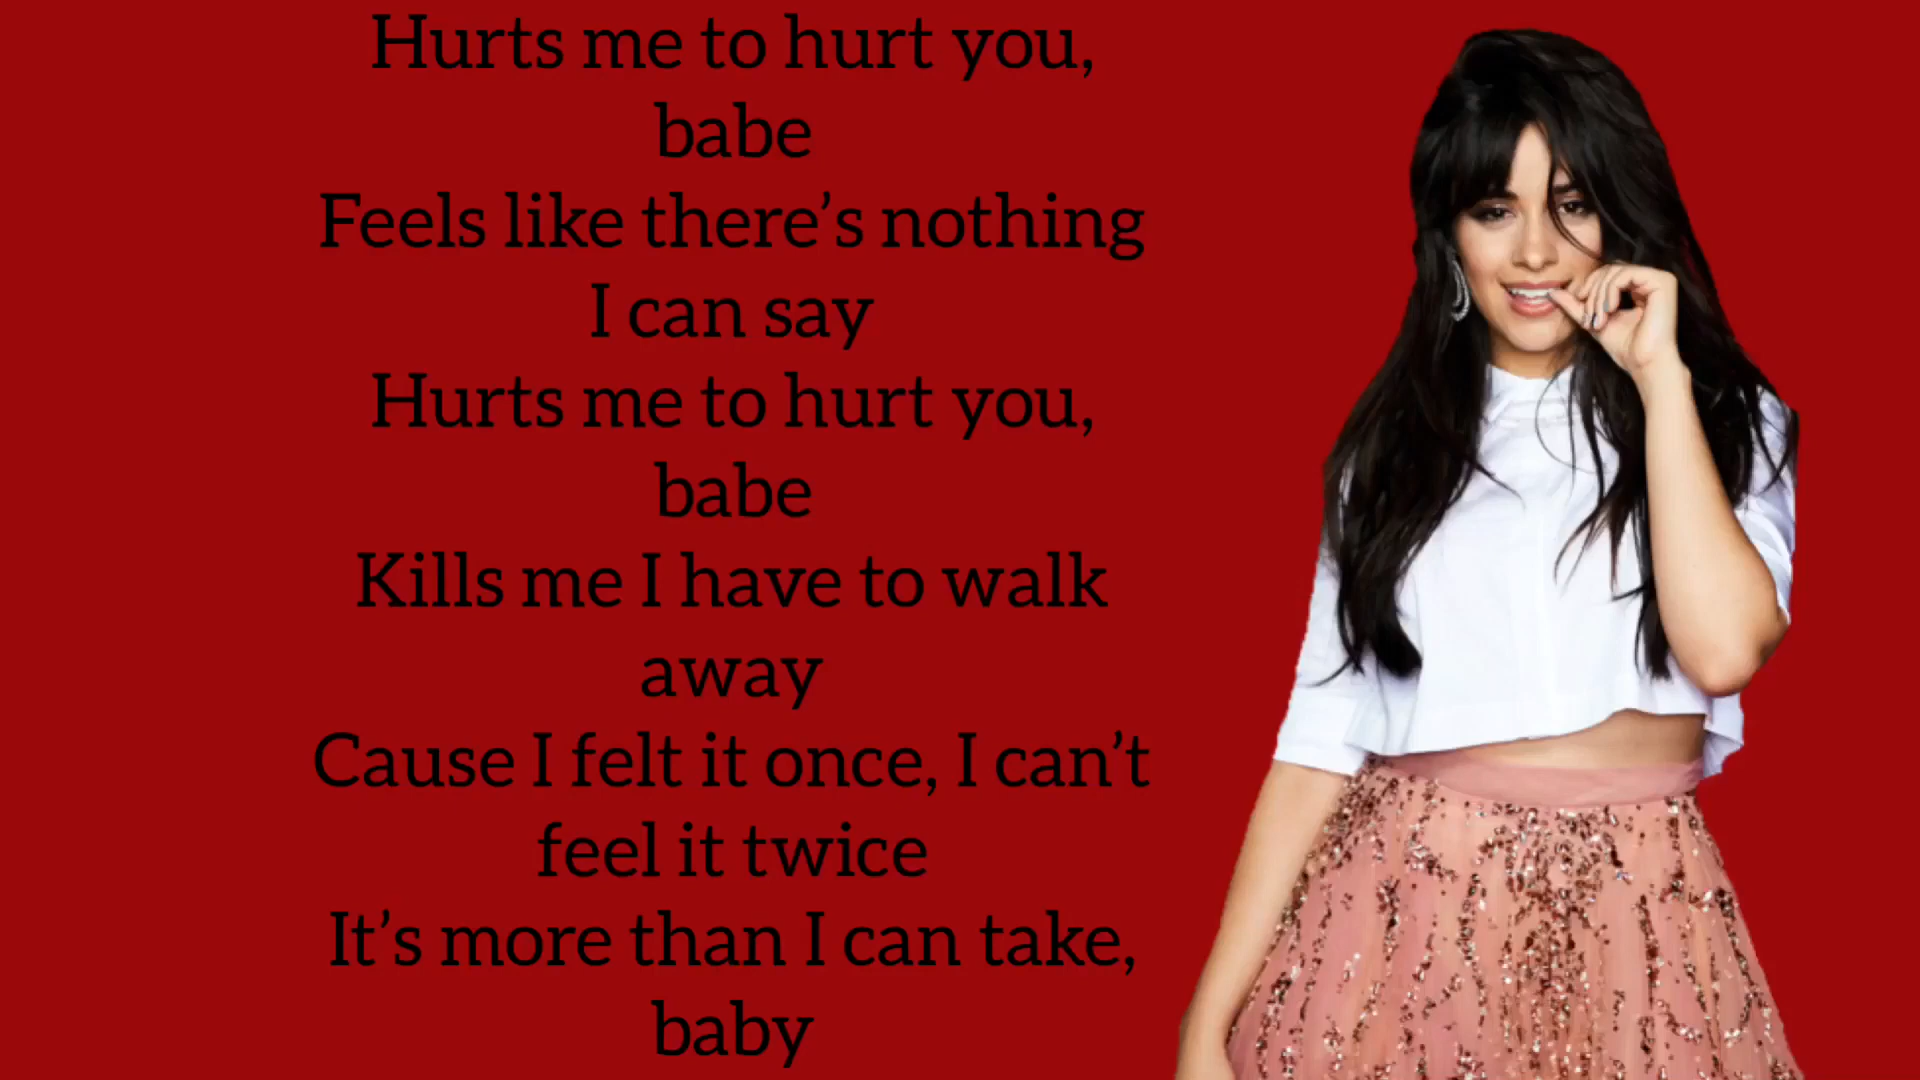 Hurts me to hurt you,
babe
Feels like there’s nothing
I can say
Hurts me to hurt you,
babe
Kills me I have to walk
away
Cause I felt it once, I can’t
feel it twice
It’s more than I can take,
baby